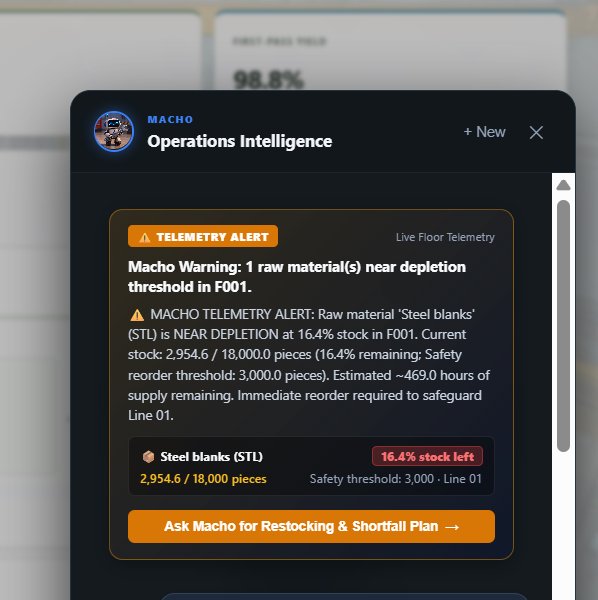 FIRST-PASS YIELD
98.8%
MACHO
Operations Intelligence
+ New
TELEMETRY ALERT
Live Floor Telemetry
Macho Warning: 1 raw material(s) near depletion
threshold in F001.
MACHO TELEMETRY ALERT: Raw material 'Steel blanks'
(STL) is NEAR DEPLETION at 16.4% stock in F001. Current
stock: 2,954.6 / 18,000.0 pieces (16.4% remaining; Safety
reorder threshold: 3,000.0 pieces). Estimated ~469.0 hours of
supply remaining. Immediate reorder required to safeguard
Line 01.
Steel blanks (STL)
16.4% stock left
2,954.6 / 18,000 pieces
Safety threshold: 3,000 · Line 01
Ask Macho for Restocking & Shortfall Plan →